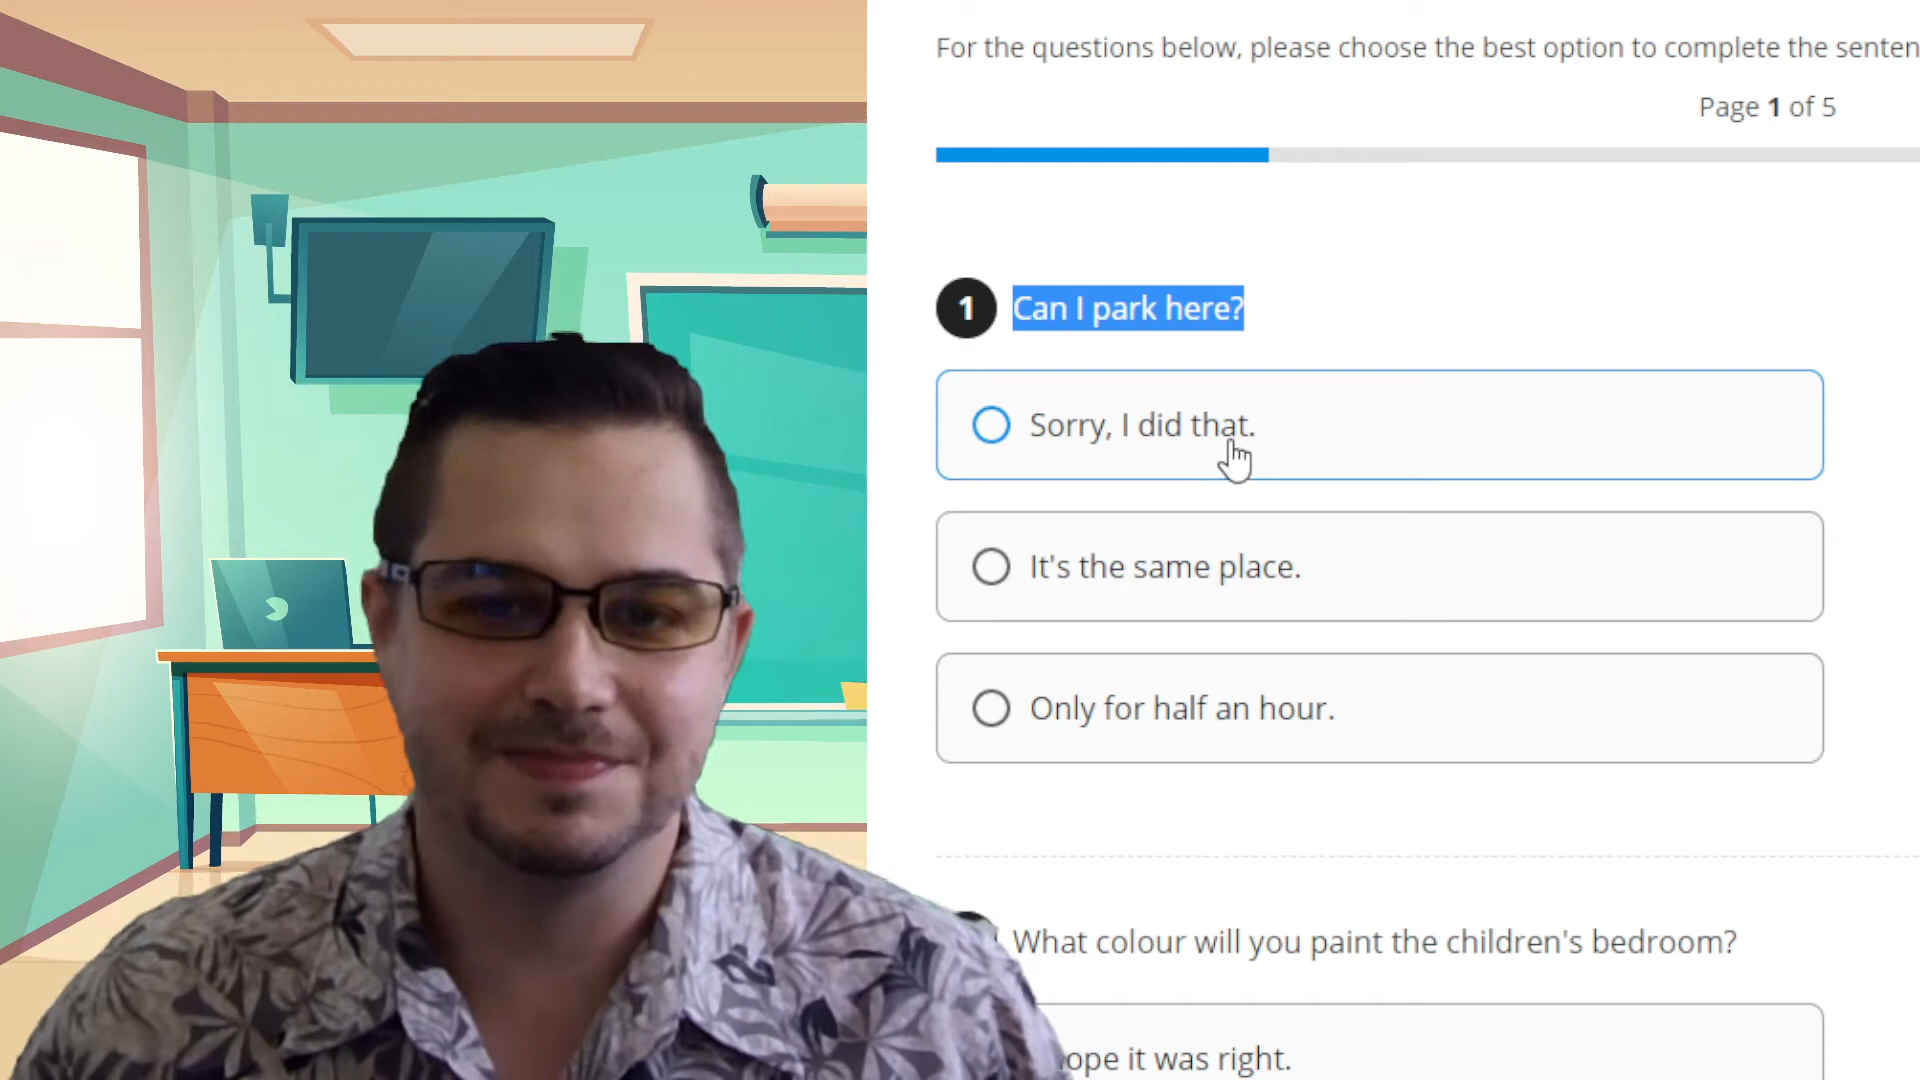 For the questions below, please choose the best option to complete the senten
Page 1 of 5
1 Can I park here?
Sorry, I did that.
It's the same place.
Only for half an hour.
What colour will you paint the children's bedroom?
ope it was right.